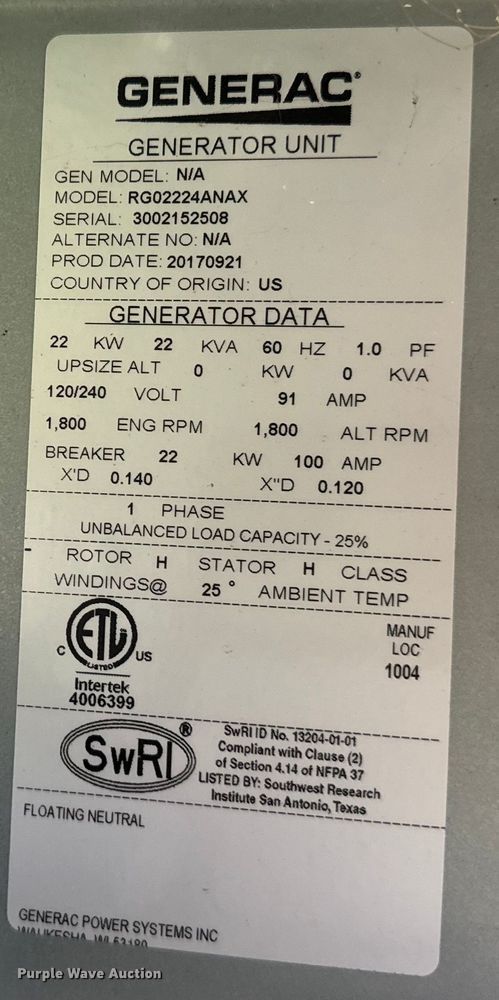 GENERAC®
GENERATOR UNIT
GEN MODEL: N/A
MODEL: RG02224ANAX
SERIAL: 3002152508
ALTERNATE NO: N/A
PROD DATE: 20170921
COUNTRY OF ORIGIN: US
GENERATOR DATA
22 KW 22 KVA 60 HZ 1.0 PF
UPSIZE ALT 0 KW 0 KVA
120/240 VOLT 91 AMP
1,800 ENG RPM 1,800 ALT RPM
BREAKER 22 KW 100 AMP
X'D 0.140 X"D 0.120
1 PHASE
UNBALANCED LOAD CAPACITY - 25%
ROTOR H STATOR H CLASS
WINDINGS@ 25 ° AMBIENT TEMP
C ETL US
LISTED
Intertek
4006399
MANUF
LOC
1004
SwRI®
SwRI ID No. 13204-01-01
Compliant with Clause (2)
of Section 4.14 of NFPA 37
LISTED BY: Southwest Research
Institute San Antonio, Texas
FLOATING NEUTRAL
GENERAC POWER SYSTEMS INC
WAUKESHA, WI 53189
Purple Wave Auction